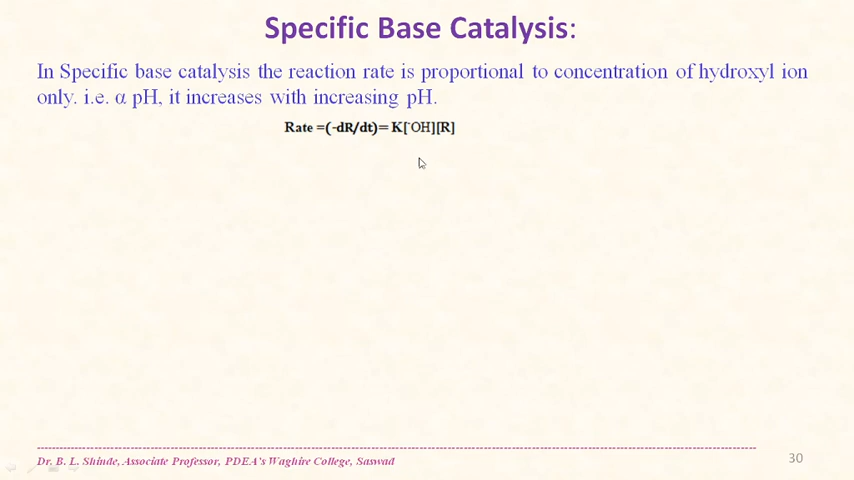 Specific Base Catalysis:
In Specific base catalysis the reaction rate is proportional to concentration of hydroxyl ion
only. i.e. α pH, it increases with increasing pH.
Rate =(-dR/dt)= K[⁻OH][R]
Dr. B. L. Shinde, Associate Professor, PDEA's Waghire College, Saswad
30